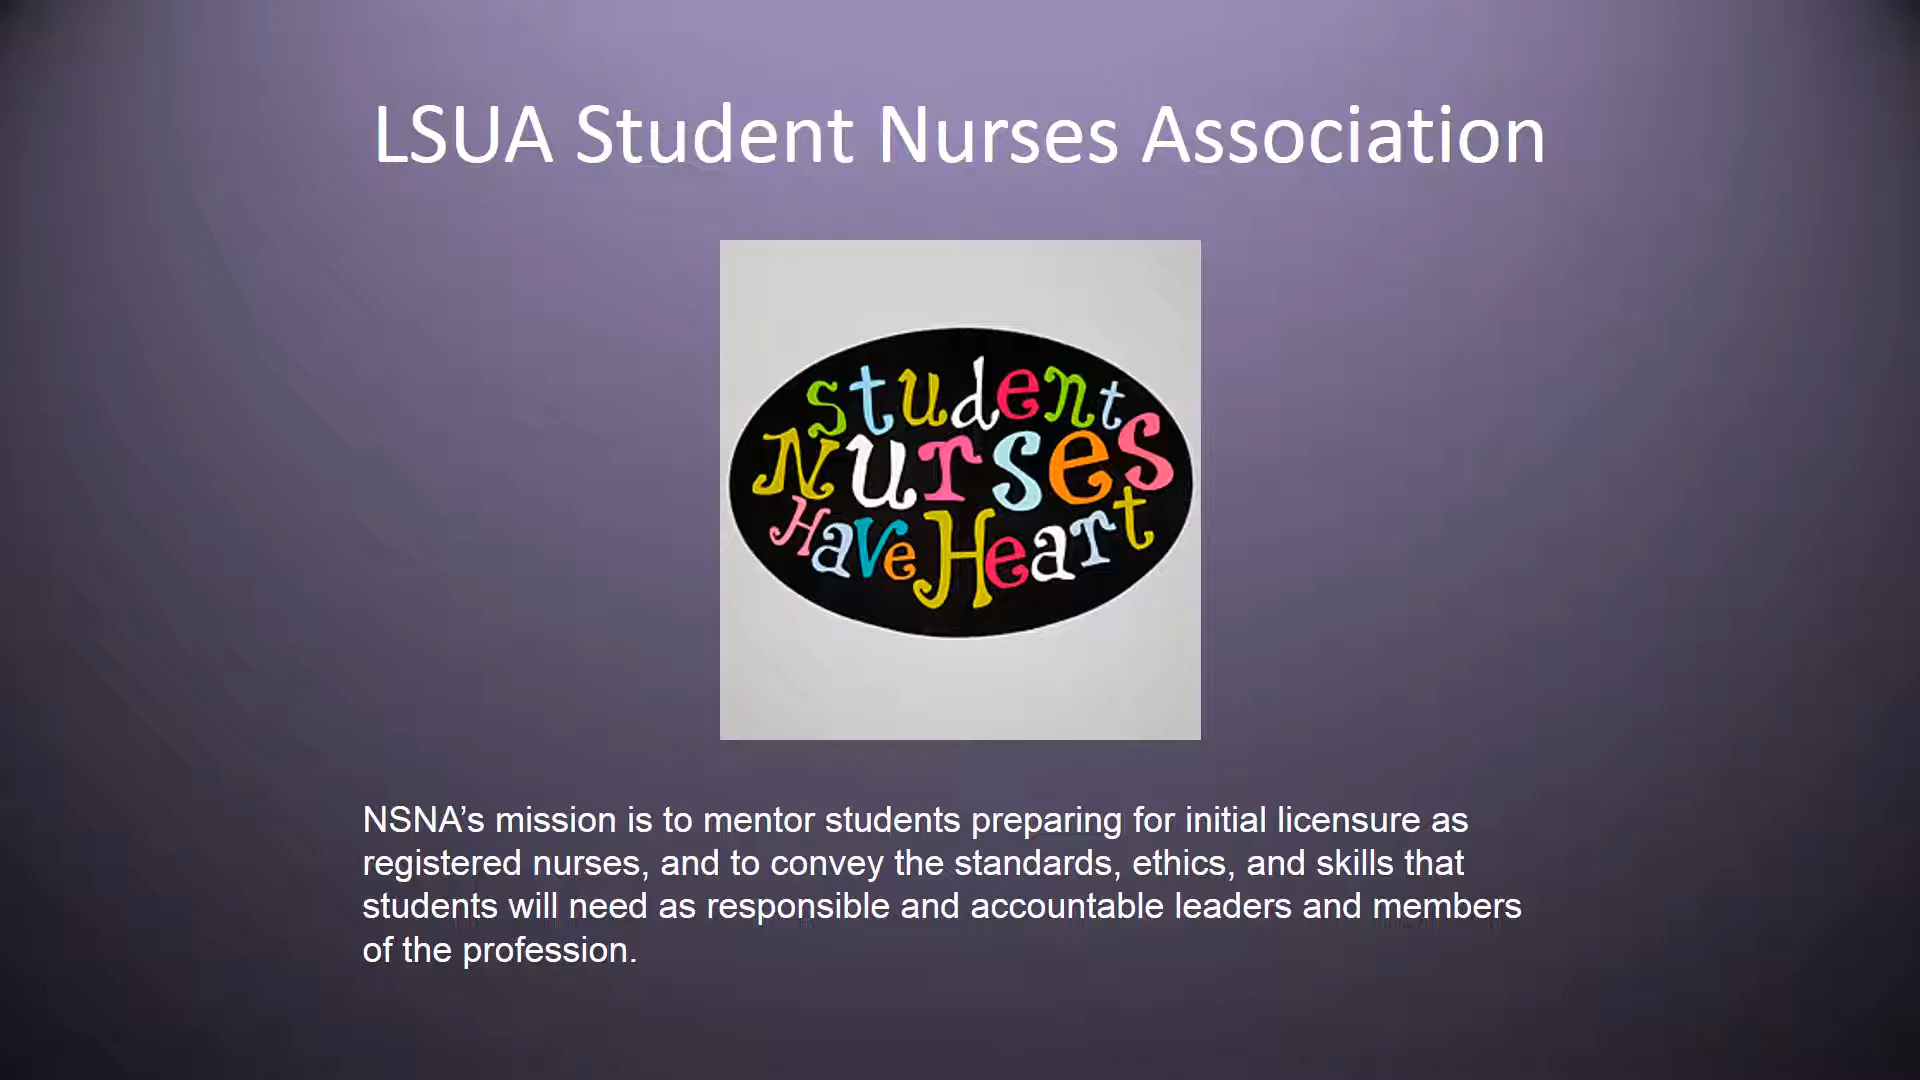 LSUA Student Nurses Association
Student
Nurses
Have Heart
NSNA’s mission is to mentor students preparing for initial licensure as
registered nurses, and to convey the standards, ethics, and skills that
students will need as responsible and accountable leaders and members
of the profession.